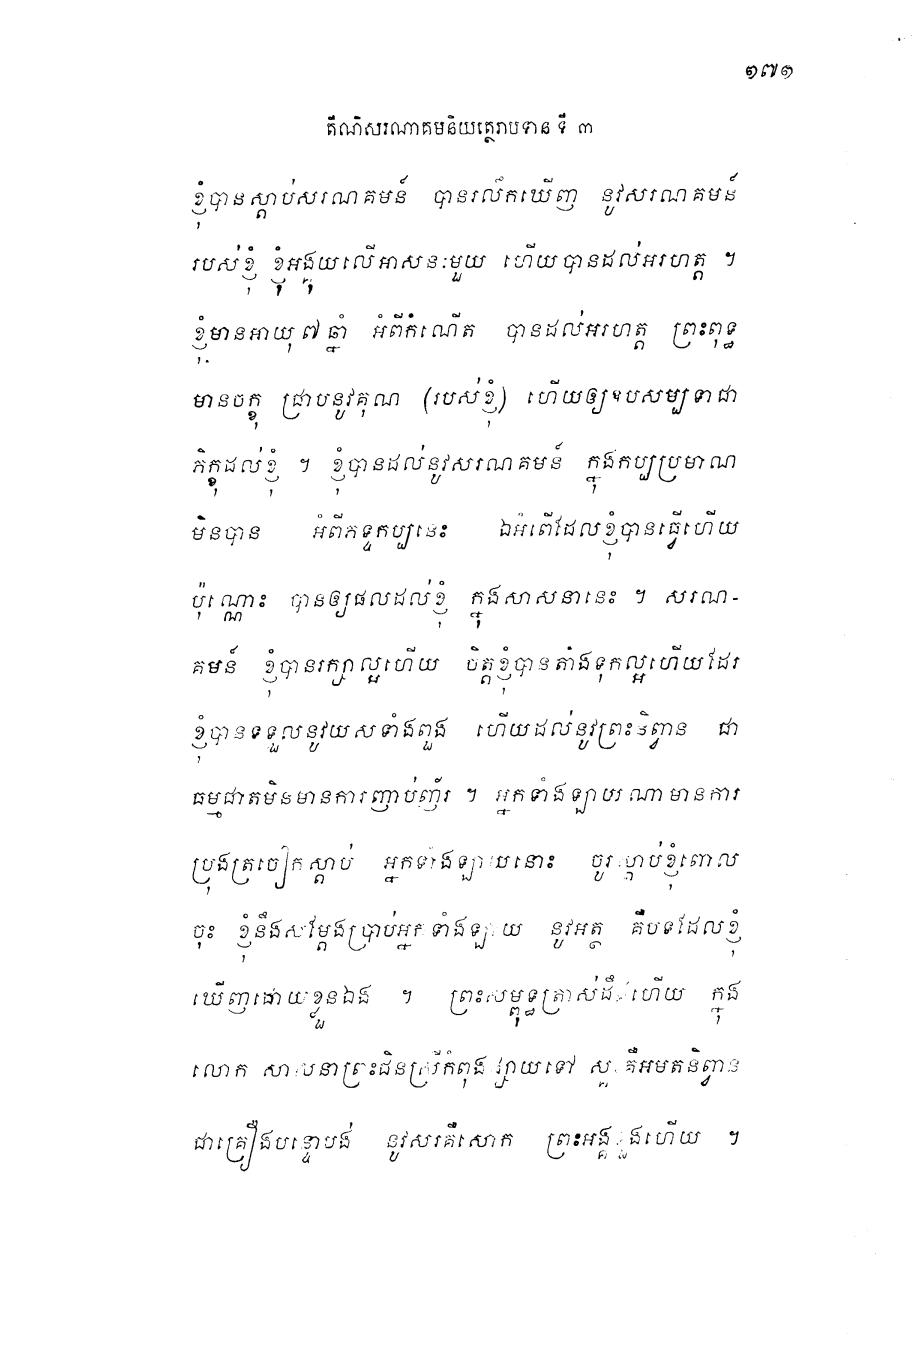 ១៧១
តីណិសរណាគមនិយត្ថេរាបទាន ទី ៣
ខ្ញុំបានស្តាប់សរណគមន៍ បានរលឹកឃើញ នូវសរណគមន៍
របស់ខ្ញុំ ខ្ញុំអង្គុយលើអាសនៈមួយ ហើយបានដល់អរហត្ត ។
ខ្ញុំមានអាយុ ៧ ឆ្នាំ អំពីកំណើត បានដល់អរហត្ត ព្រះពុទ្ធ
មានចក្ខុ ជ្រាបនូវគុណ (របស់ខ្ញុំ) ហើយឲ្យឧបសម្បទាជា
ភិក្ខុដល់ខ្ញុំ ។ ខ្ញុំបានដល់នូវសរណគមន៍ ក្នុងកប្បប្រមាណ
មិនបាន អំពីភទ្ទកប្បនេះ ឯអំពើដែលខ្ញុំបានធ្វើហើយ
ប៉ុណ្ណោះ បានឲ្យផលដល់ខ្ញុំ ក្នុងសាសនានេះ ។ សរណ-
គមន៍ ខ្ញុំបានរក្សាល្អហើយ ចិត្តខ្ញុំបានតាំងទុកល្អហើយដែរ
ខ្ញុំបានទទួលនូវយសទាំងពួង ហើយដល់នូវព្រះនិព្វាន ជា
ធម្មជាតមិនមានការញាប់ញ័រ ។ អ្នកទាំងឡាយណាមានការ
ប្រុងត្រចៀកស្តាប់ អ្នកទាំងឡាយនោះ ចូរស្តាប់ខ្ញុំពោល
ចុះ ខ្ញុំនឹងសម្តែងប្រាប់អ្នកទាំងឡាយ នូវអត្ថ គឺបទដែលខ្ញុំ
ឃើញដោយខ្លួនឯង ។ ព្រះសម្ពុទ្ធត្រាស់ដឹងហើយ ក្នុង
លោក សាសនាព្រះជិនស្រីកំពុងផ្សាយទៅ ស្គរគឺអមតនិព្វាន
ជាគ្រឿងបន្ទោបង់ នូវសរគឺសោក ព្រះអង្គទួងហើយ ។